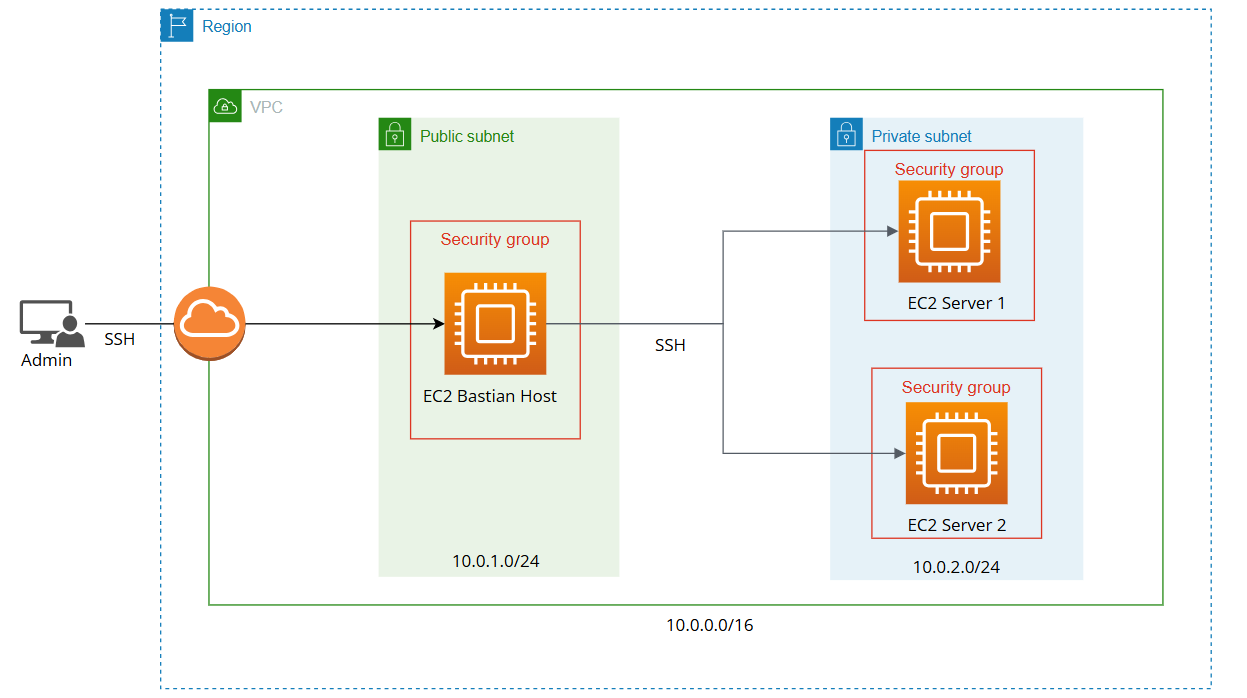 Region
VPC
Public subnet
Private subnet
Security group
EC2 Server 1
Security group
EC2 Bastian Host
SSH
Admin
SSH
Security group
EC2 Server 2
10.0.1.0/24
10.0.2.0/24
10.0.0.0/16